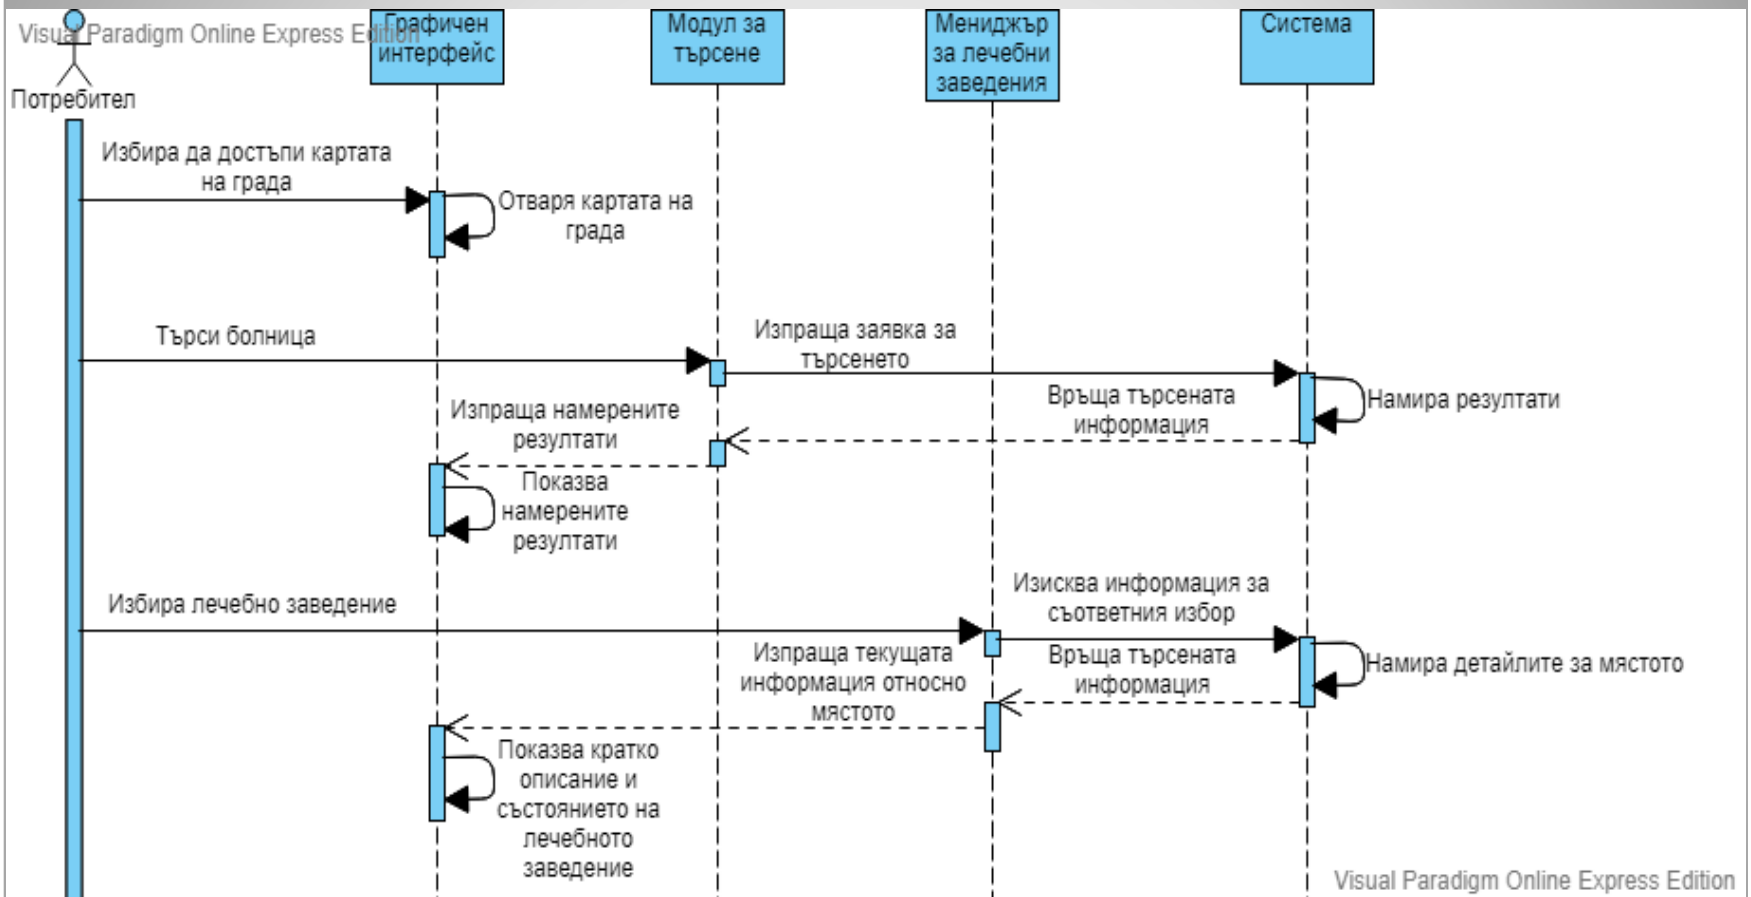 Visual Paradigm Online Express Edition
Потребител
Графичен
интерфейс
Модул за
търсене
Мениджър
за лечебни
заведения
Система
Избира да достъпи картата
на града
Отваря картата на
града
Търси болница
Изпраща заявка за
търсенето
Намира резултати
Връща търсената
информация
Изпраща намерените
резултати
Показва
намерените
резултати
Избира лечебно заведение
Изисква информация за
съответния избор
Намира детайлите за мястото
Връща търсената
информация
Изпраща текущата
информация относно
мястото
Показва кратко
описание и
състоянието на
лечебното
заведение
Visual Paradigm Online Express Edition